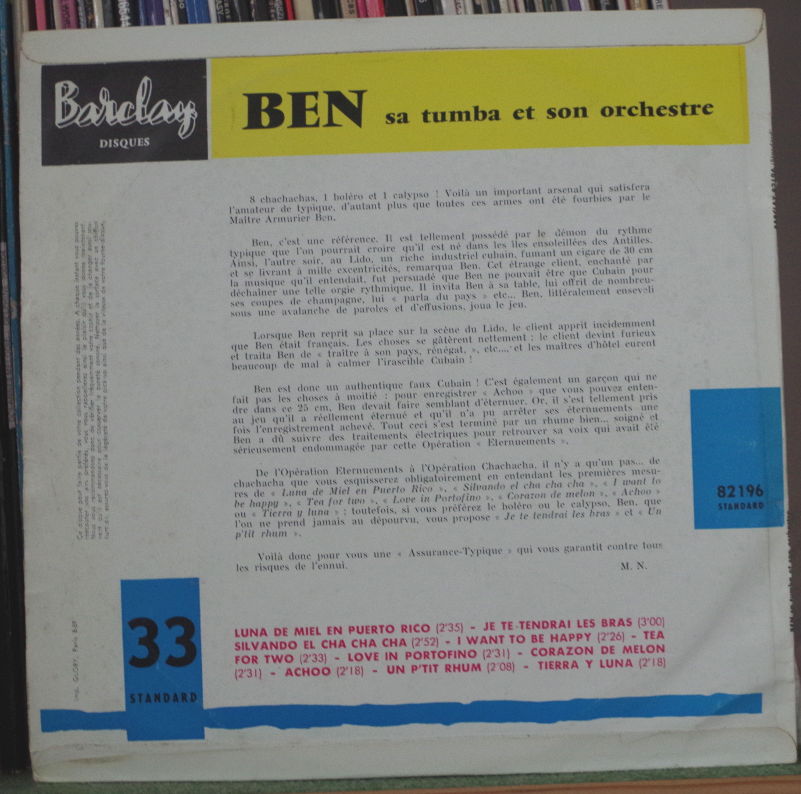 Barclay
DISQUES
BEN sa tumba et son orchestre
8 chachachas, 1 boléro et 1 calypso ! Voilà un important arsenal qui satisfera
l'amateur de typique, d'autant plus que toutes ces armes ont été fourbies par le
Maître Armurier Ben.
Ben, c'est une référence. Il est tellement possédé par le démon du rythme
typique que l'on pourrait croire qu'il est né dans les îles ensoleillées des Antilles.
Ainsi, l'autre soir, au Lido, un riche industriel cubain, fumant un cigare de 30 cm
et se livrant à mille excentricités, remarqua Ben. Cet étrange client, enchanté par
la musique qu'il entendait, fut persuadé que Ben ne pouvait être que Cubain pour
déchaîner une telle orgie rythmique. Il invita Ben à sa table, lui offrit de nombreu-
ses coupes de champagne, lui « parla du pays » etc... Ben, littéralement enseveli
sous une avalanche de paroles et d'effusions, joua le jeu.
Lorsque Ben reprit sa place sur la scène du Lido, le client apprit incidemment
que Ben était français. Les choses se gâtèrent nettement ; le client devint furieux
et traita Ben de « traître à son pays, rénégat, », etc...., et les maîtres d'hôtel eurent
beaucoup de mal à calmer l'irascible Cubain !
Ben est donc un authentique faux Cubain ! C'est également un garçon qui ne
fait pas les choses à moitié : pour enregistrer « Achoo » que vous pouvez enten-
dre dans ce 25 cm, Ben devait faire semblant d'éternuer. Or, il s'est tellement pris
au jeu qu'il a réellement éternué et qu'il n'a pu arrêter ses éternuements une
fois l'enregistrement achevé. Tout ceci s'est terminé par un rhume bien... soigné et
Ben a dû suivre des traitements électriques pour retrouver sa voix qui avait été
sérieusement endommagée par cette Opération « Eternuements ».
De l'Opération Eternuements à l'Opération Chachacha, il n'y a qu'un pas... de
chachacha que vous esquisserez obligatoirement en entendant les premières mesu-
res de « Luna de Miel en Puerto Rico », « Silvando el cha cha cha », « I want to
be happy », « Tea for two », « Love in Portofino », « Corazon de melon », « Achoo »
ou « Tierra y luna » ; toutefois, si vous préférez le boléro ou le calypso, Ben, que
l'on ne prend jamais au dépourvu, vous propose « Je te tendrai les bras » et « Un
p'til rhum ».
Voilà donc pour vous une « Assurance-Typique » qui vous garantit contre tous
les risques de l'ennui.
M. N.
82196
STANDARD
33
STANDARD
LUNA DE MIEL EN PUERTO RICO (2'35) - JE TE TENDRAI LES BRAS (3'00)
SILVANDO EL CHA CHA CHA (2'52) - I WANT TO BE HAPPY (2'26) - TEA
FOR TWO (2'33) - LOVE IN PORTOFINO (2'31) - CORAZON DE MELON
(2'31) - ACHOO (2'18) - UN P'TIT RHUM (2'08) - TIERRA Y LUNA (2'18)
Imp. GLORY, Paris